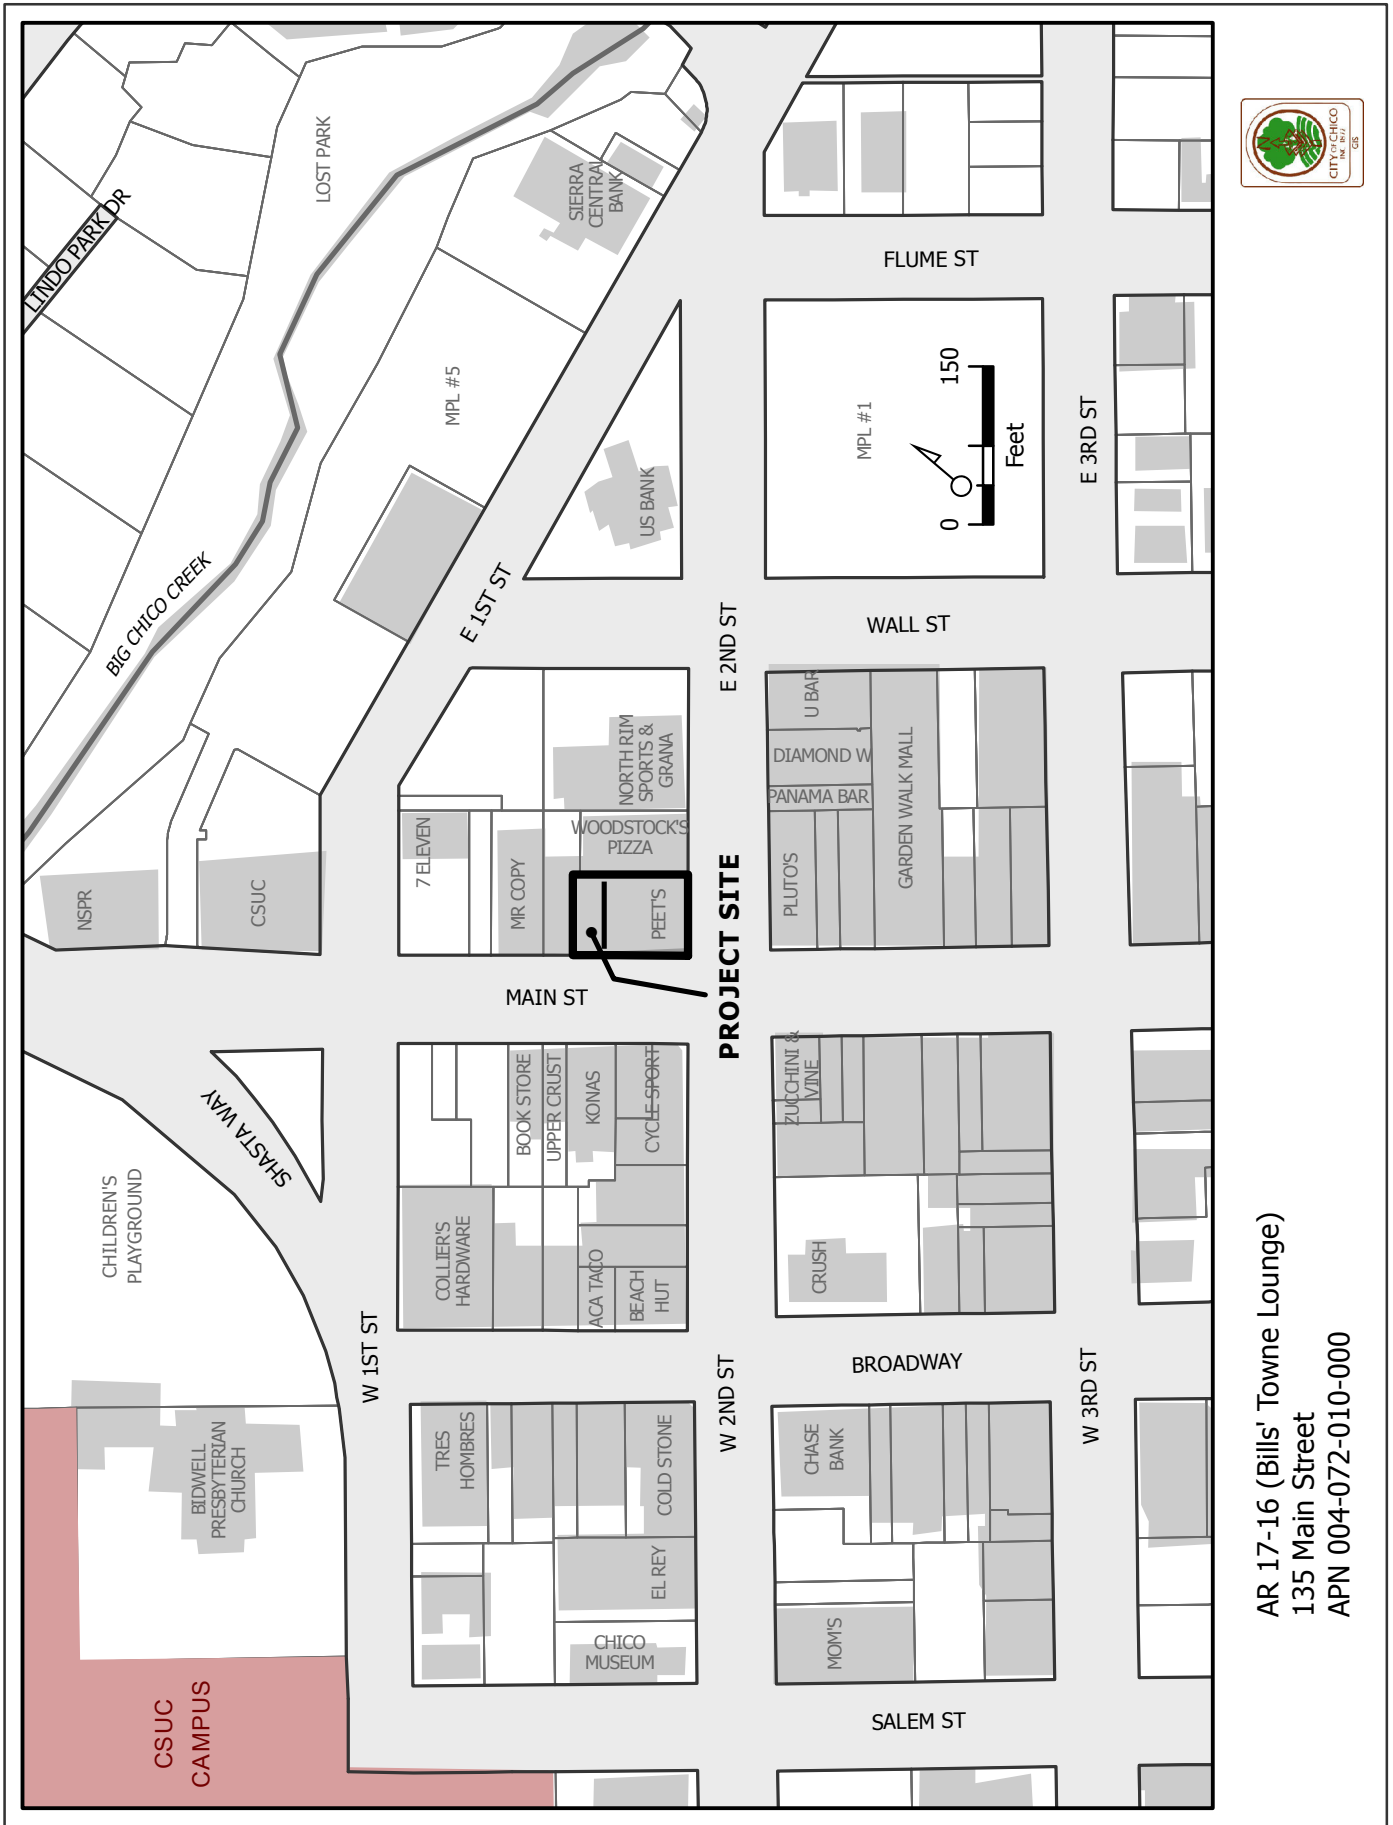 LINDO PARK DR
LOST PARK
BIG CHICO CREEK
SIERRA
CENTRAL
BANK
MPL #5
US BANK
E 1ST ST
FLUME ST
MPL #1
0
150
Feet
E 3RD ST
E 2ND ST
WALL ST
NSPR
CSUC
7 ELEVEN
MR COPY
NORTH RIM
SPORTS &
GRANA
WOODSTOCK'S
PIZZA
PEET'S
PROJECT SITE
U BAR
DIAMOND W
PANAMA BAR
PLUTO'S
GARDEN WALK MALL
MAIN ST
SHASTA WAY
CHILDREN'S
PLAYGROUND
BOOK STORE
UPPER CRUST
KONAS
CYCLE SPORT
COLLIER'S
HARDWARE
ACA TACO
BEACH
HUT
ZUCCHINI &
VINE
CRUSH
W 1ST ST
W 2ND ST
BROADWAY
W 3RD ST
BIDWELL
PRESBYTERIAN
CHURCH
TRES
HOMBRES
COLD STONE
EL REY
CHICO
MUSEUM
CHASE
BANK
MOM'S
SALEM ST
CSUC
CAMPUS
AR 17-16 (Bills' Towne Lounge)
135 Main Street
APN 004-072-010-000
N
CITY OF CHICO
INC. 1872
GIS